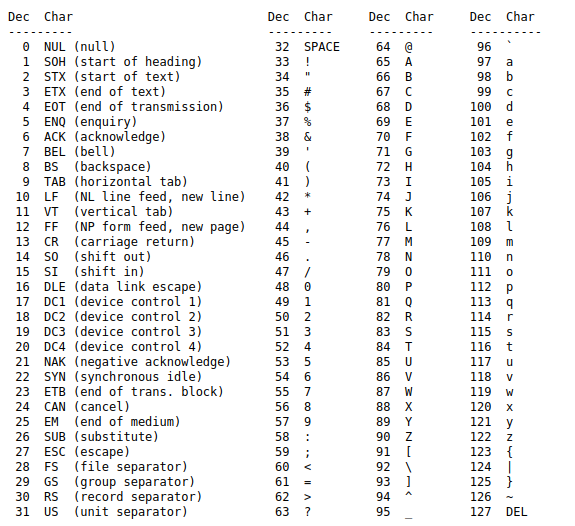 Dec  Char                           Dec  Char     Dec  Char     Dec  Char
---------                           ---------     ---------     ----------
  0  NUL (null)                      32  SPACE     64  @         96  `
  1  SOH (start of heading)          33  !         65  A         97  a
  2  STX (start of text)             34  "         66  B         98  b
  3  ETX (end of text)               35  #         67  C         99  c
  4  EOT (end of transmission)       36  $         68  D        100  d
  5  ENQ (enquiry)                   37  %         69  E        101  e
  6  ACK (acknowledge)               38  &         70  F        102  f
  7  BEL (bell)                      39  '         71  G        103  g
  8  BS  (backspace)                 40  (         72  H        104  h
  9  TAB (horizontal tab)            41  )         73  I        105  i
 10  LF  (NL line feed, new line)    42  *         74  J        106  j
 11  VT  (vertical tab)              43  +         75  K        107  k
 12  FF  (NP form feed, new page)    44  ,         76  L        108  l
 13  CR  (carriage return)           45  -         77  M        109  m
 14  SO  (shift out)                 46  .         78  N        110  n
 15  SI  (shift in)                  47  /         79  O        111  o
 16  DLE (data link escape)          48  0         80  P        112  p
 17  DC1 (device control 1)          49  1         81  Q        113  q
 18  DC2 (device control 2)          50  2         82  R        114  r
 19  DC3 (device control 3)          51  3         83  S        115  s
 20  DC4 (device control 4)          52  4         84  T        116  t
 21  NAK (negative acknowledge)      53  5         85  U        117  u
 22  SYN (synchronous idle)          54  6         86  V        118  v
 23  ETB (end of trans. block)       55  7         87  W        119  w
 24  CAN (cancel)                    56  8         88  X        120  x
 25  EM  (end of medium)             57  9         89  Y        121  y
 26  SUB (substitute)                58  :         90  Z        122  z
 27  ESC (escape)                    59  ;         91  [        123  {
 28  FS  (file separator)            60  <         92  \        124  |
 29  GS  (group separator)           61  =         93  ]        125  }
 30  RS  (record separator)          62  >         94  ^        126  ~
 31  US  (unit separator)            63  ?         95  _        127  DEL